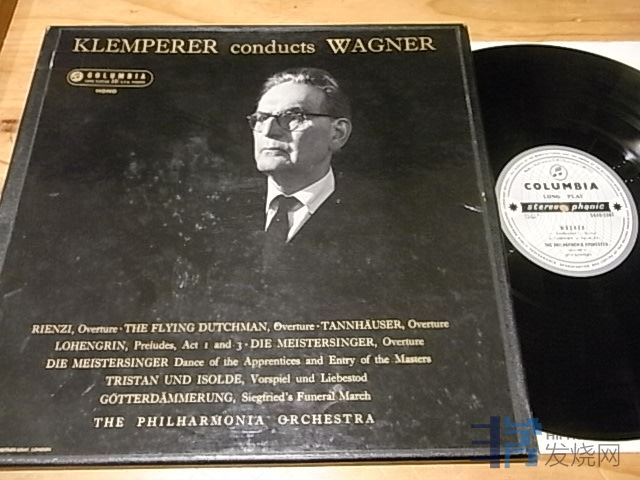 KLEMPERER conducts WAGNER
COLUMBIA
MONO
RIENZI, Overture · THE FLYING DUTCHMAN, Overture · TANNHÄUSER, Overture
LOHENGRIN, Preludes, Act 1 and 3 · DIE MEISTERSINGER, Overture
DIE MEISTERSINGER Dance of the Apprentices and Entry of the Masters
TRISTAN UND ISOLDE, Vorspiel und Liebestod
GÖTTERDÄMMERUNG, Siegfried's Funeral March
THE PHILHARMONIA ORCHESTRA
COLUMBIA
LONG PLAY
stereophonic
WAGNER
THE PHILHARMONIA ORCHESTRA
发烧网